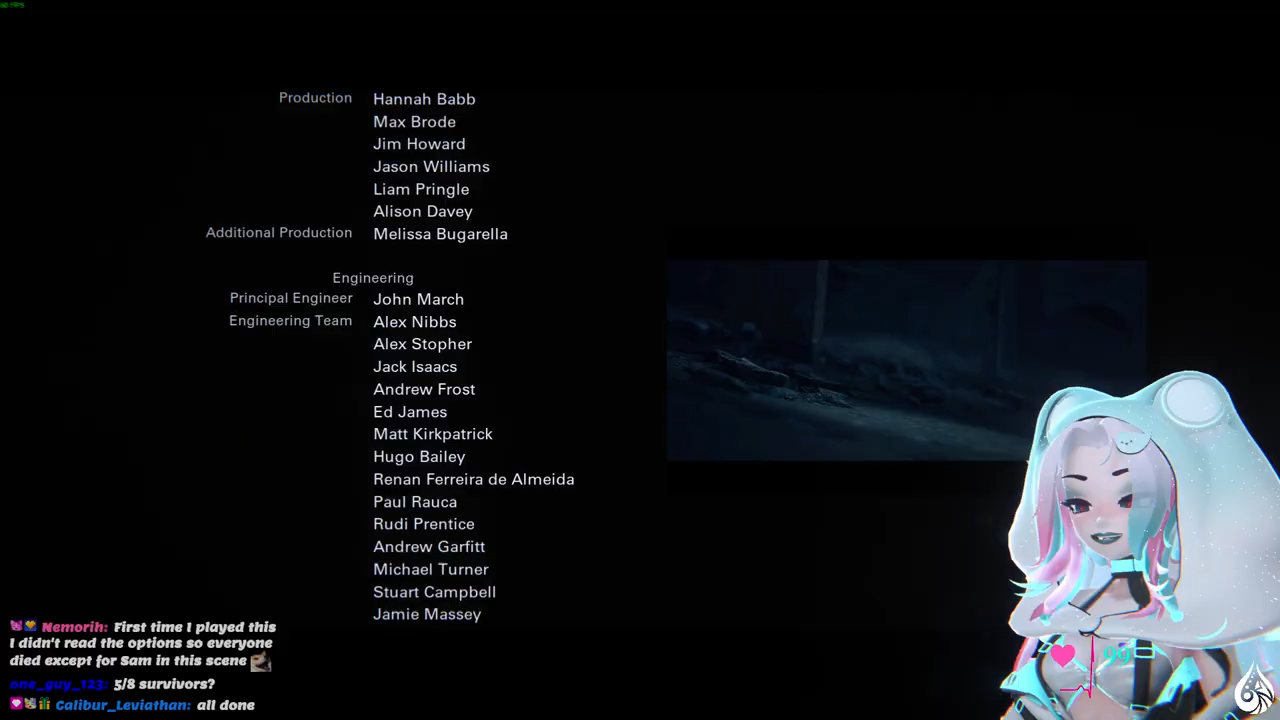 60 FPS
Production Hannah Babb
Max Brode
Jim Howard
Jason Williams
Liam Pringle
Alison Davey
Additional Production Melissa Bugarella
Engineering
Principal Engineer John March
Engineering Team Alex Nibbs
Alex Stopher
Jack Isaacs
Andrew Frost
Ed James
Matt Kirkpatrick
Hugo Bailey
Renan Ferreira de Almeida
Paul Rauca
Rudi Prentice
Andrew Garfitt
Michael Turner
Stuart Campbell
Jamie Massey
Nemorih: First time I played this
I didn't read the options so everyone
died except for Sam in this scene
one_guy_123: 5/8 survivors?
Calibur_Leviathan: all done
99